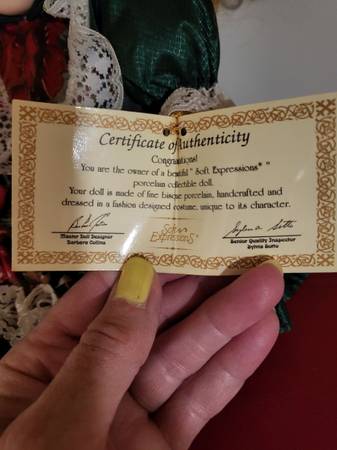 Certificate of Authenticity
Congratulations!
You are the owner of a beautiful " Soft Expressions® "
porcelain collectible doll.
Your doll is made of fine bisque porcelain, handcrafted and
dressed in a fashion designed costume, unique to its character.
Master Doll Designer
Barbara Collins
Soft
Expressions®
Senior Quality Inspector
Sylvia Sutts